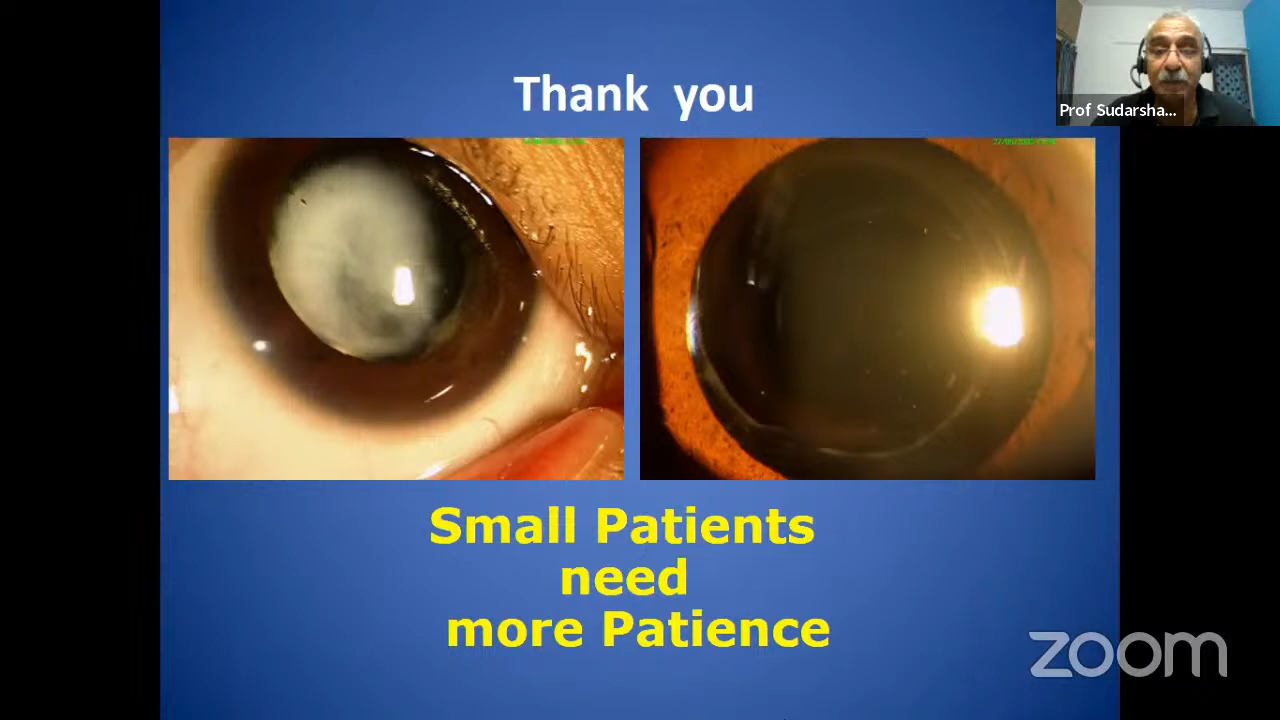 Thank you
Prof Sudarsha...
Small Patients
need
more Patience
zoom